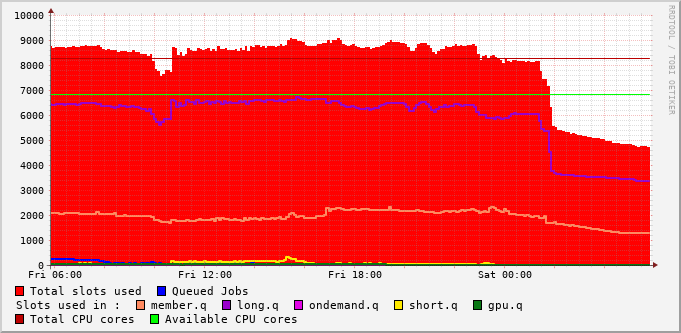 10000
9000
8000
7000
6000
5000
4000
3000
2000
1000
0
Fri 06:00 Fri 12:00 Fri 18:00 Sat 00:00
RRDTOOL / TOBI OETIKER
Total slots used Queued Jobs
Slots used in : member.q long.q ondemand.q short.q gpu.q
Total CPU cores Available CPU cores